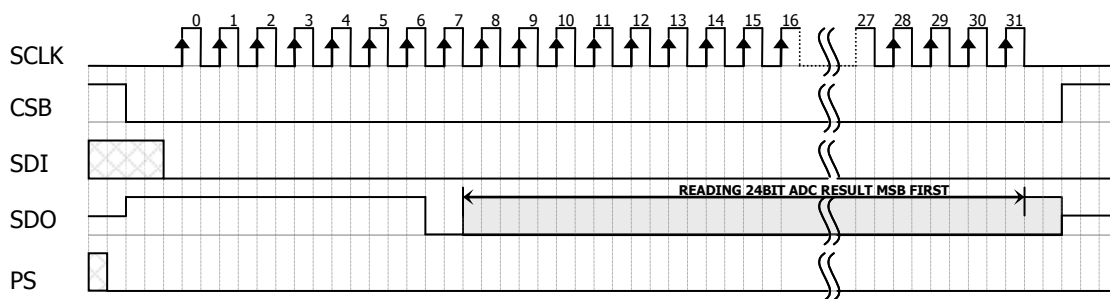 0 1 2 3 4 5 6 7 8 9 10 11 12 13 14 15 16 27 28 29 30 31
SCLK
CSB
SDI
READING 24BIT ADC RESULT MSB FIRST
SDO
PS